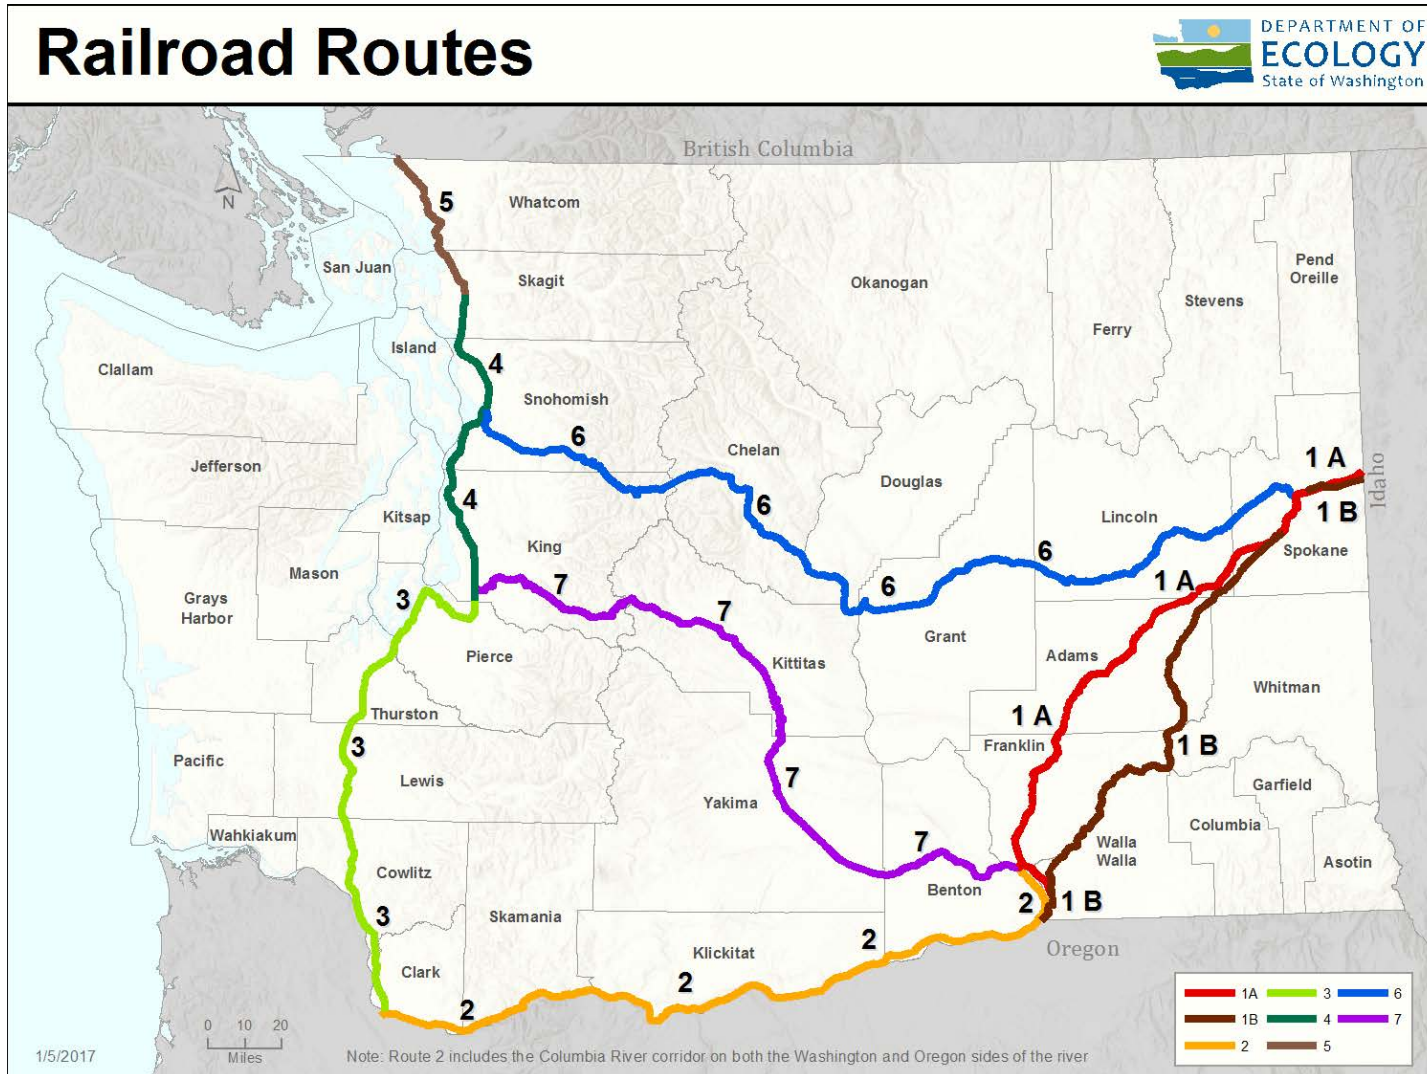 Railroad Routes
DEPARTMENT OF
ECOLOGY
State of Washington
British Columbia
N
5
Whatcom
San Juan
Skagit
Okanogan
Pend
Oreille
Stevens
Ferry
Island
4
Clallam
Snohomish
6
Chelan
Jefferson
Douglas
1 A
Idaho
4
6
Kitsap
Lincoln
1 B
King
6
Spokane
Mason
7
1 A
3
6
Grays
Harbor
7
Grant
Pierce
Kittitas
Adams
Whitman
Thurston
1 A
3
Franklin
1 B
Pacific
Lewis
7
Yakima
Garfield
Wahkiakum
Columbia
7
Walla
Walla
Asotin
Cowlitz
Benton
2
1 B
3
Skamania
2
Klickitat
Oregon
Clark
2
2
0 10 20
Miles
1A 3 6
1B 4 7
2 5
1/5/2017
Note: Route 2 includes the Columbia River corridor on both the Washington and Oregon sides of the river